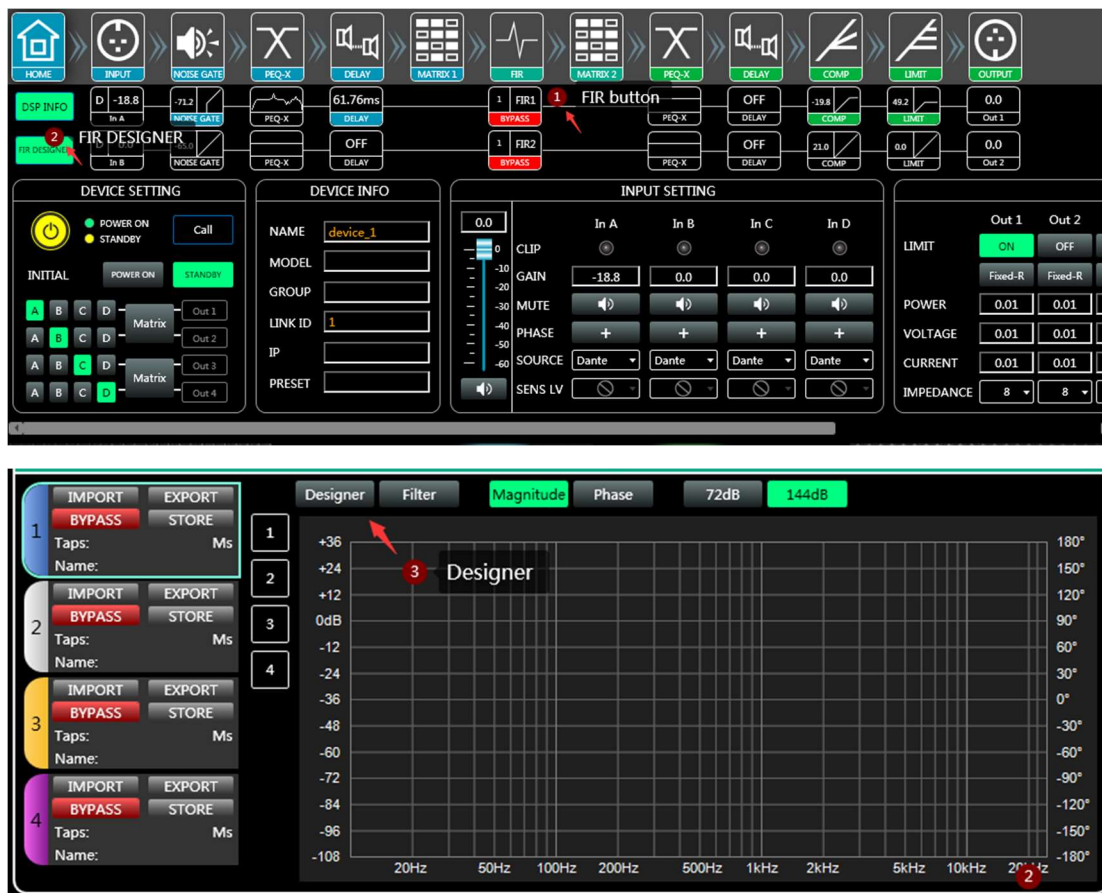 HOME INPUT NOISE GATE PEQ-X DELAY MATRIX 1 FIR MATRIX 2 PEQ-X DELAY COMP LIMIT OUTPUT
DSP INFO D -18.8 -71.2 61.76ms 1 FIR1 1 FIR button OFF -19.8 49.2 0.0
In A NOISE GATE PEQ-X DELAY BYPASS PEQ-X DELAY COMP LIMIT Out 1
2 FIR DESIGNER
FIR DESIGNER D 0.0 -65.0 OFF 1 FIR2 OFF 21.0 0.0 0.0
In B NOISE GATE PEQ-X DELAY BYPASS PEQ-X DELAY COMP LIMIT Out 2
DEVICE SETTING
POWER ON
STANDBY
Call
INITIAL POWER ON STANDBY
A B C D Matrix Out 1
A B C D Out 2
A B C D Matrix Out 3
A B C D Out 4
DEVICE INFO
NAME device_1
MODEL
GROUP
LINK ID 1
IP
PRESET
INPUT SETTING
0.0
0
-10
-20
-30
-40
-50
-60
In A In B In C In D
CLIP
GAIN -18.8 0.0 0.0 0.0
MUTE
PHASE + + + +
SOURCE Dante Dante Dante Dante
SENS LV
Out 1 Out 2
LIMIT ON OFF
Fixed-R Fixed-R
POWER 0.01 0.01
VOLTAGE 0.01 0.01
CURRENT 0.01 0.01
IMPEDANCE 8 8
1
IMPORT EXPORT
BYPASS STORE
Taps: Ms
Name:
2
IMPORT EXPORT
BYPASS STORE
Taps: Ms
Name:
3
IMPORT EXPORT
BYPASS STORE
Taps: Ms
Name:
4
IMPORT EXPORT
BYPASS STORE
Taps: Ms
Name:
1
2
3
4
Designer Filter Magnitude Phase 72dB 144dB
3 Designer
+36 180°
+24 150°
+12 120°
0dB 90°
-12 60°
-24 30°
-36 0°
-48 -30°
-60 -60°
-72 -90°
-84 -120°
-96 -150°
-108 -180°
20Hz 50Hz 100Hz 200Hz 500Hz 1kHz 2kHz 5kHz 10kHz
2